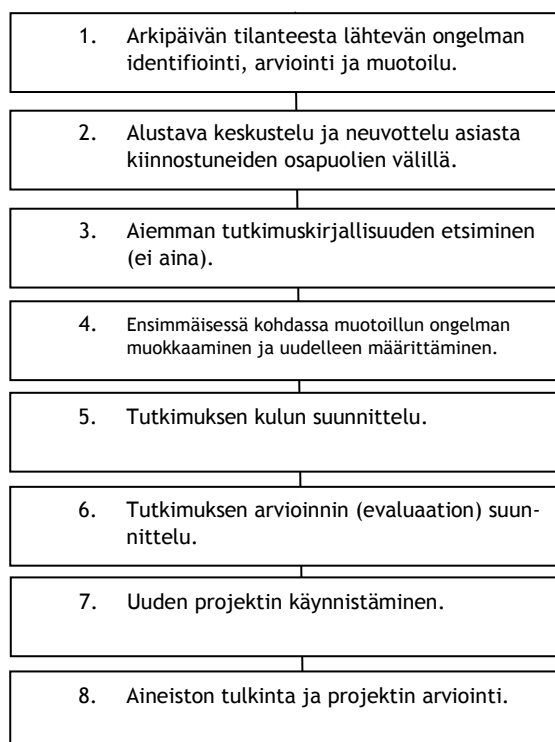 1. Arkipäivän tilanteesta lähtevän ongelman
identifiointi, arviointi ja muotoilu.
2. Alustava keskustelu ja neuvottelu asiasta
kiinnostuneiden osapuolien välillä.
3. Aiemman tutkimuskirjallisuuden etsiminen
(ei aina).
4. Ensimmäisessä kohdassa muotoillun ongelman
muokkaaminen ja uudelleen määrittäminen.
5. Tutkimuksen kulun suunnittelu.
6. Tutkimuksen arvioinnin (evaluaation) suun-
nittelu.
7. Uuden projektin käynnistäminen.
8. Aineiston tulkinta ja projektin arviointi.